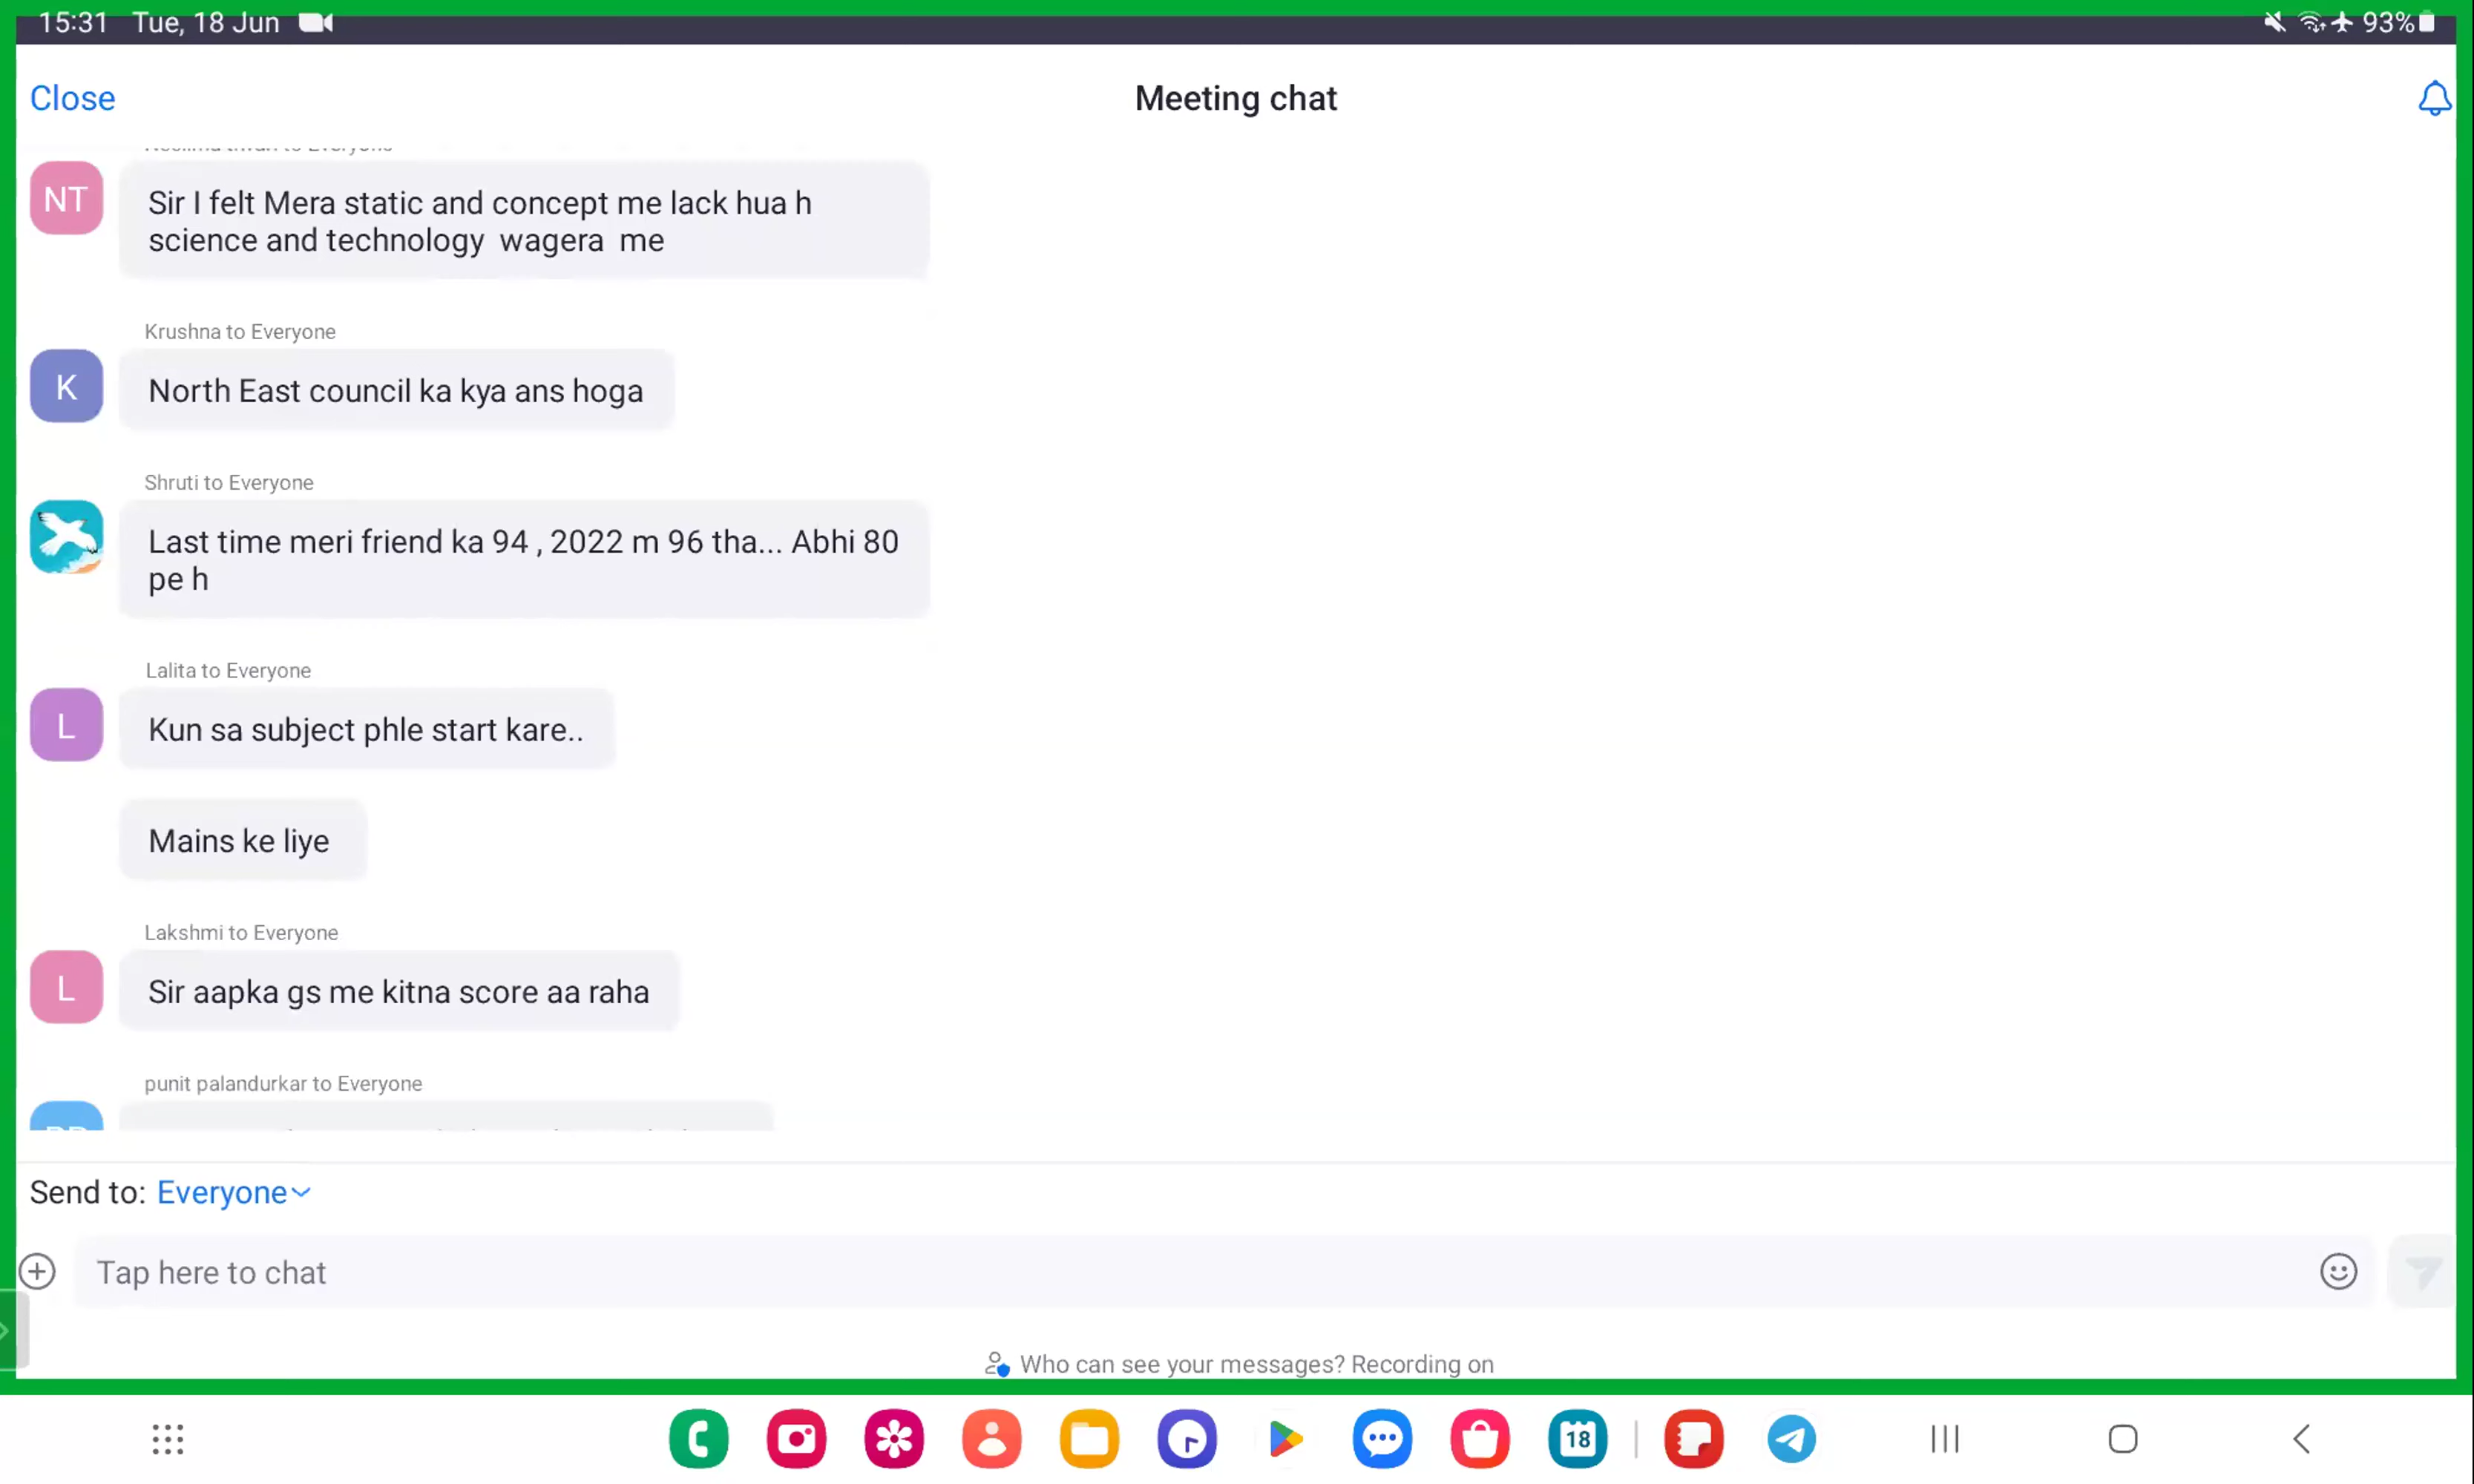 15:31 Tue, 18 Jun 93%
Close
Meeting chat
NT
Sir I felt Mera static and concept me lack hua h
science and technology wagera me
Krushna to Everyone
K
North East council ka kya ans hoga
Shruti to Everyone
Last time meri friend ka 94 , 2022 m 96 tha... Abhi 80
pe h
Lalita to Everyone
L
Kun sa subject phle start kare..
Mains ke liye
Lakshmi to Everyone
L
Sir aapka gs me kitna score aa raha
punit palandurkar to Everyone
Send to: Everyone
Tap here to chat
Who can see your messages? Recording on
18